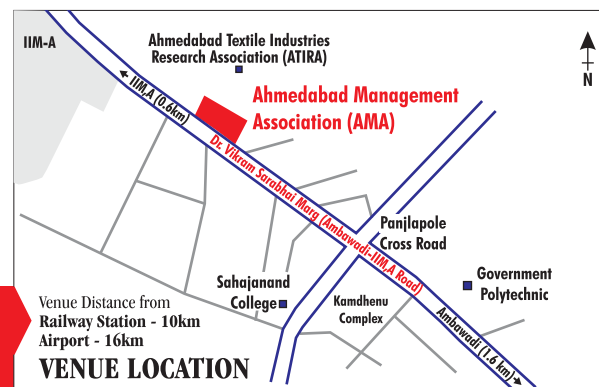 IIM-A
Ahmedabad Textile Industries
Research Association (ATIRA)
N
IIM,A (0.6km)
Ahmedabad Management
Association (AMA)
Dr. Vikram Sarabhai Marg (Ambawadi-IIM,A Road)
Panjlapole
Cross Road
Sahajanand
College
Government
Polytechnic
Kamdhenu
Complex
Ambawadi (1.6 km)
Venue Distance from
Railway Station - 10km
Airport - 16km
VENUE LOCATION